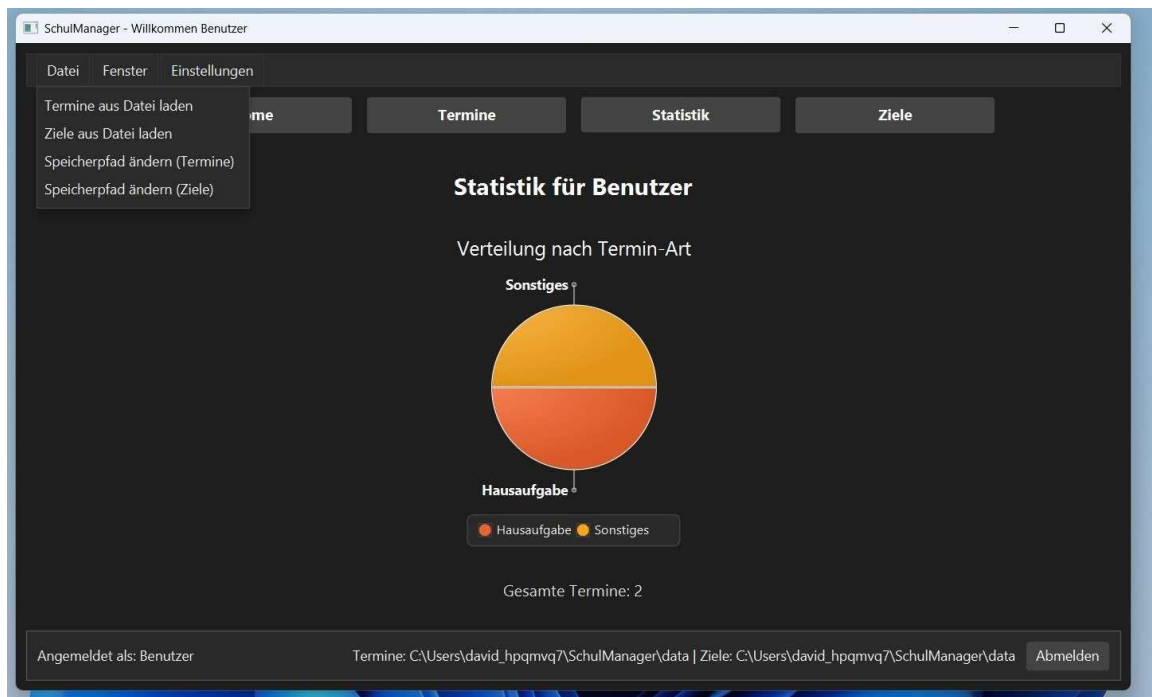 SchulManager - Willkommen Benutzer
Datei Fenster Einstellungen
Termine aus Datei laden
Ziele aus Datei laden
Speicherpfad ändern (Termine)
Speicherpfad ändern (Ziele)
me Termine Statistik Ziele
Statistik für Benutzer
Verteilung nach Termin-Art
Sonstiges
Hausaufgabe
Hausaufgabe Sonstiges
Gesamte Termine: 2
Angemeldet als: Benutzer Termine: C:\Users\david_hpqmvq7\SchulManager\data | Ziele: C:\Users\david_hpqmvq7\SchulManager\data Abmelden